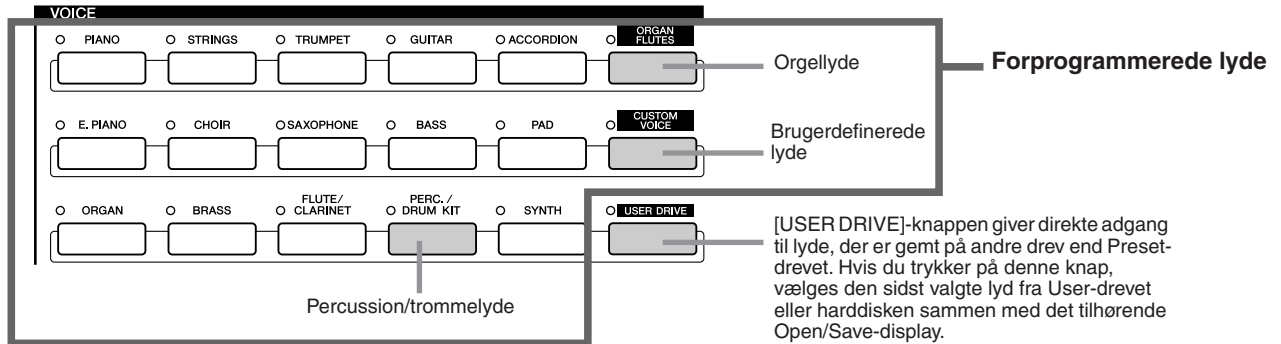 VOICE
PIANO STRINGS TRUMPET GUITAR ACCORDION ORGAN FLUTES
Orgellyde
Forprogrammerede lyde
E. PIANO CHOIR SAXOPHONE BASS PAD CUSTOM VOICE
Brugerdefinerede
lyde
ORGAN BRASS FLUTE/ CLARINET PERC. / DRUM KIT SYNTH USER DRIVE
Percussion/trommelyde
[USER DRIVE]-knappen giver direkte adgang
til lyde, der er gemt på andre drev end Preset-
drevet. Hvis du trykker på denne knap,
vælges den sidst valgte lyd fra User-drevet
eller harddisken sammen med det tilhørende
Open/Save-display.